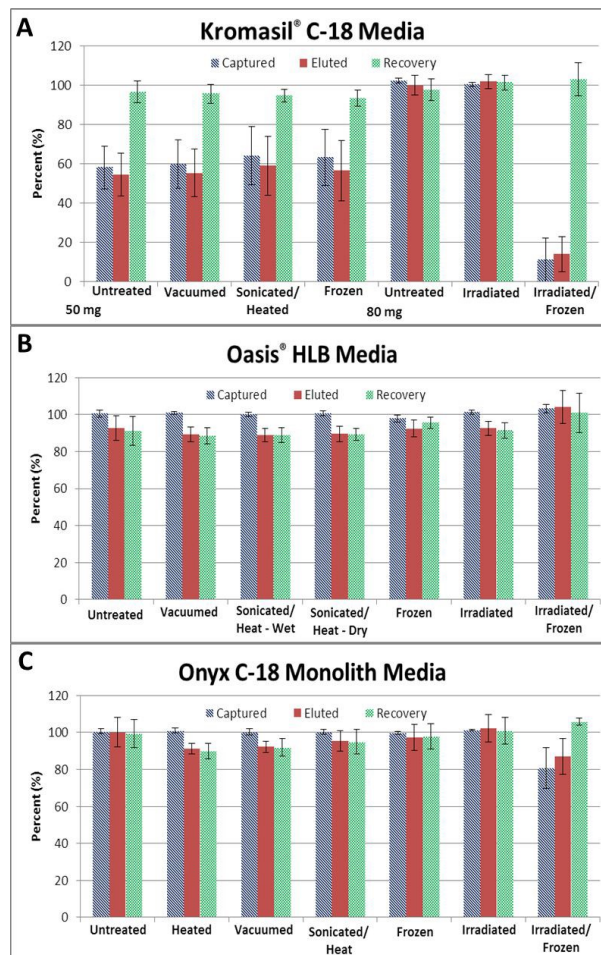 A
Kromasil® C-18 Media
Captured Eluted Recovery
Percent (%)
120
100
80
60
40
20
0
Untreated Vacuumed Sonicated/ Frozen Untreated Irradiated Irradiated/
50 mg Heated 80 mg Frozen
B
Oasis® HLB Media
Captured Eluted Recovery
Percent (%)
120
100
80
60
40
20
0
Untreated Vacuumed Sonicated/ Sonicated/ Frozen Irradiated Irradiated/
Heat - Wet Heat - Dry Frozen
C
Onyx C-18 Monolith Media
Captured Eluted Recovery
Percent (%)
120
100
80
60
40
20
0
Untreated Heated Vacuumed Sonicated/ Frozen Irradiated Irradiated/
Heat Frozen